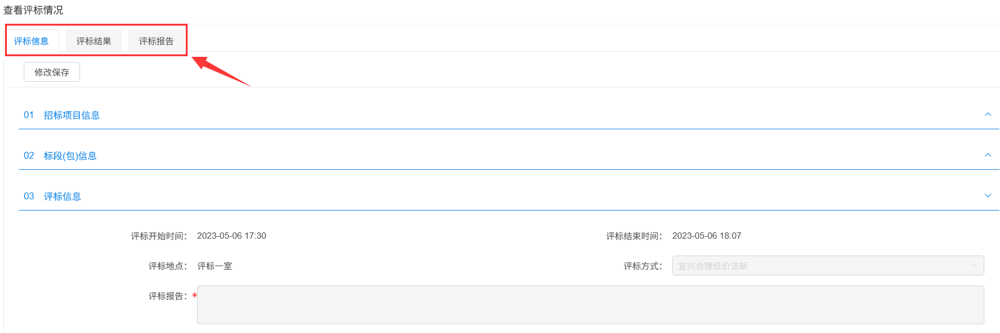 查看评标情况
评标信息 评标结果 评标报告
修改保存
01 招标项目信息
02 标段(包)信息
03 评标信息
评标开始时间： 2023-05-06 17:30 评标结束时间： 2023-05-06 18:07
评标地点： 评标一室 评标方式： 宜兴合理低价法新
评标报告：*